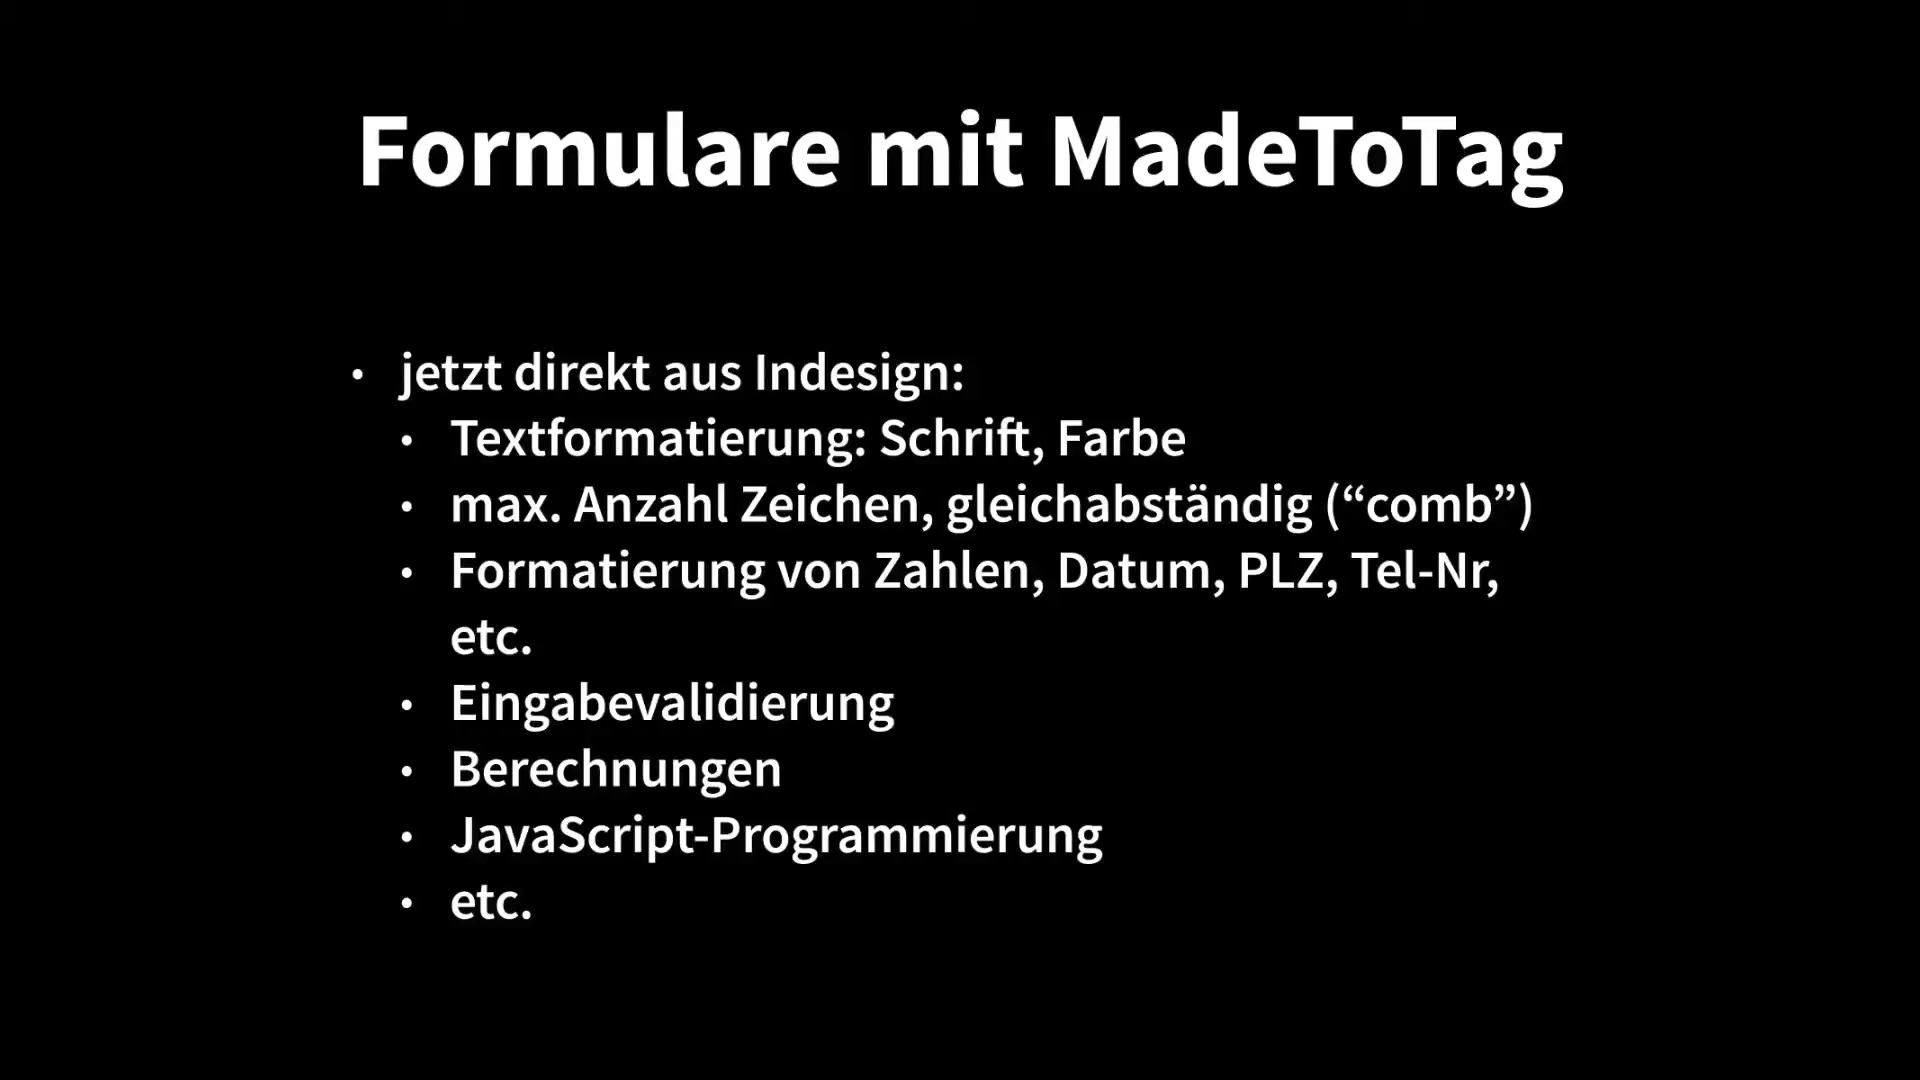 Formulare mit MadeToTag
• jetzt direkt aus Indesign:
• Textformatierung: Schrift, Farbe
• max. Anzahl Zeichen, gleichabständig (“comb”)
• Formatierung von Zahlen, Datum, PLZ, Tel-Nr,
etc.
• Eingabevalidierung
• Berechnungen
• JavaScript-Programmierung
• etc.